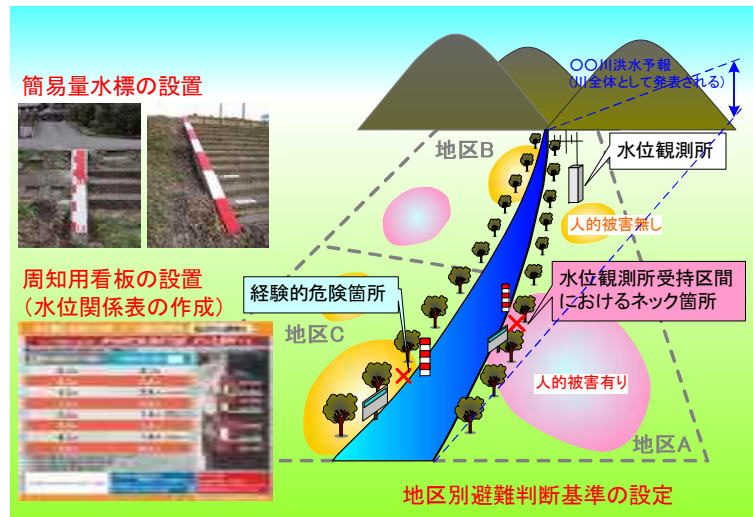 簡易量水標の設置
〇〇川洪水予報
(川全体として発表される)
地区B
水位観測所
人的被害無し
周知用看板の設置
(水位関係表の作成)
経験的危険箇所
水位観測所受持区間
におけるネック箇所
地区C
人的被害有り
地区A
地区別避難判断基準の設定